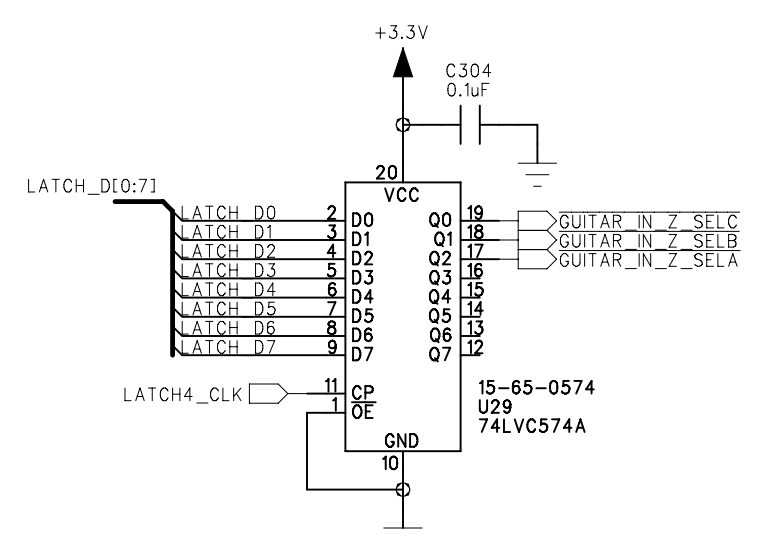 +3.3V
C304
0.1uF
20
LATCH_D[0:7]
VCC
LATCH_D0 2 D0 Q0 19 GUITAR_IN_Z_SELC
LATCH_D1 3 D1 Q1 18 GUITAR_IN_Z_SELB
LATCH_D2 4 D2 Q2 17 GUITAR_IN_Z_SELA
LATCH_D3 5 D3 Q3 16
LATCH_D4 6 D4 Q4 15
LATCH_D5 7 D5 Q5 14
LATCH_D6 8 D6 Q6 13
LATCH_D7 9 D7 Q7 12
LATCH4_CLK 11 CP
1 OE
15-65-0574
U29
74LVC574A
GND
10